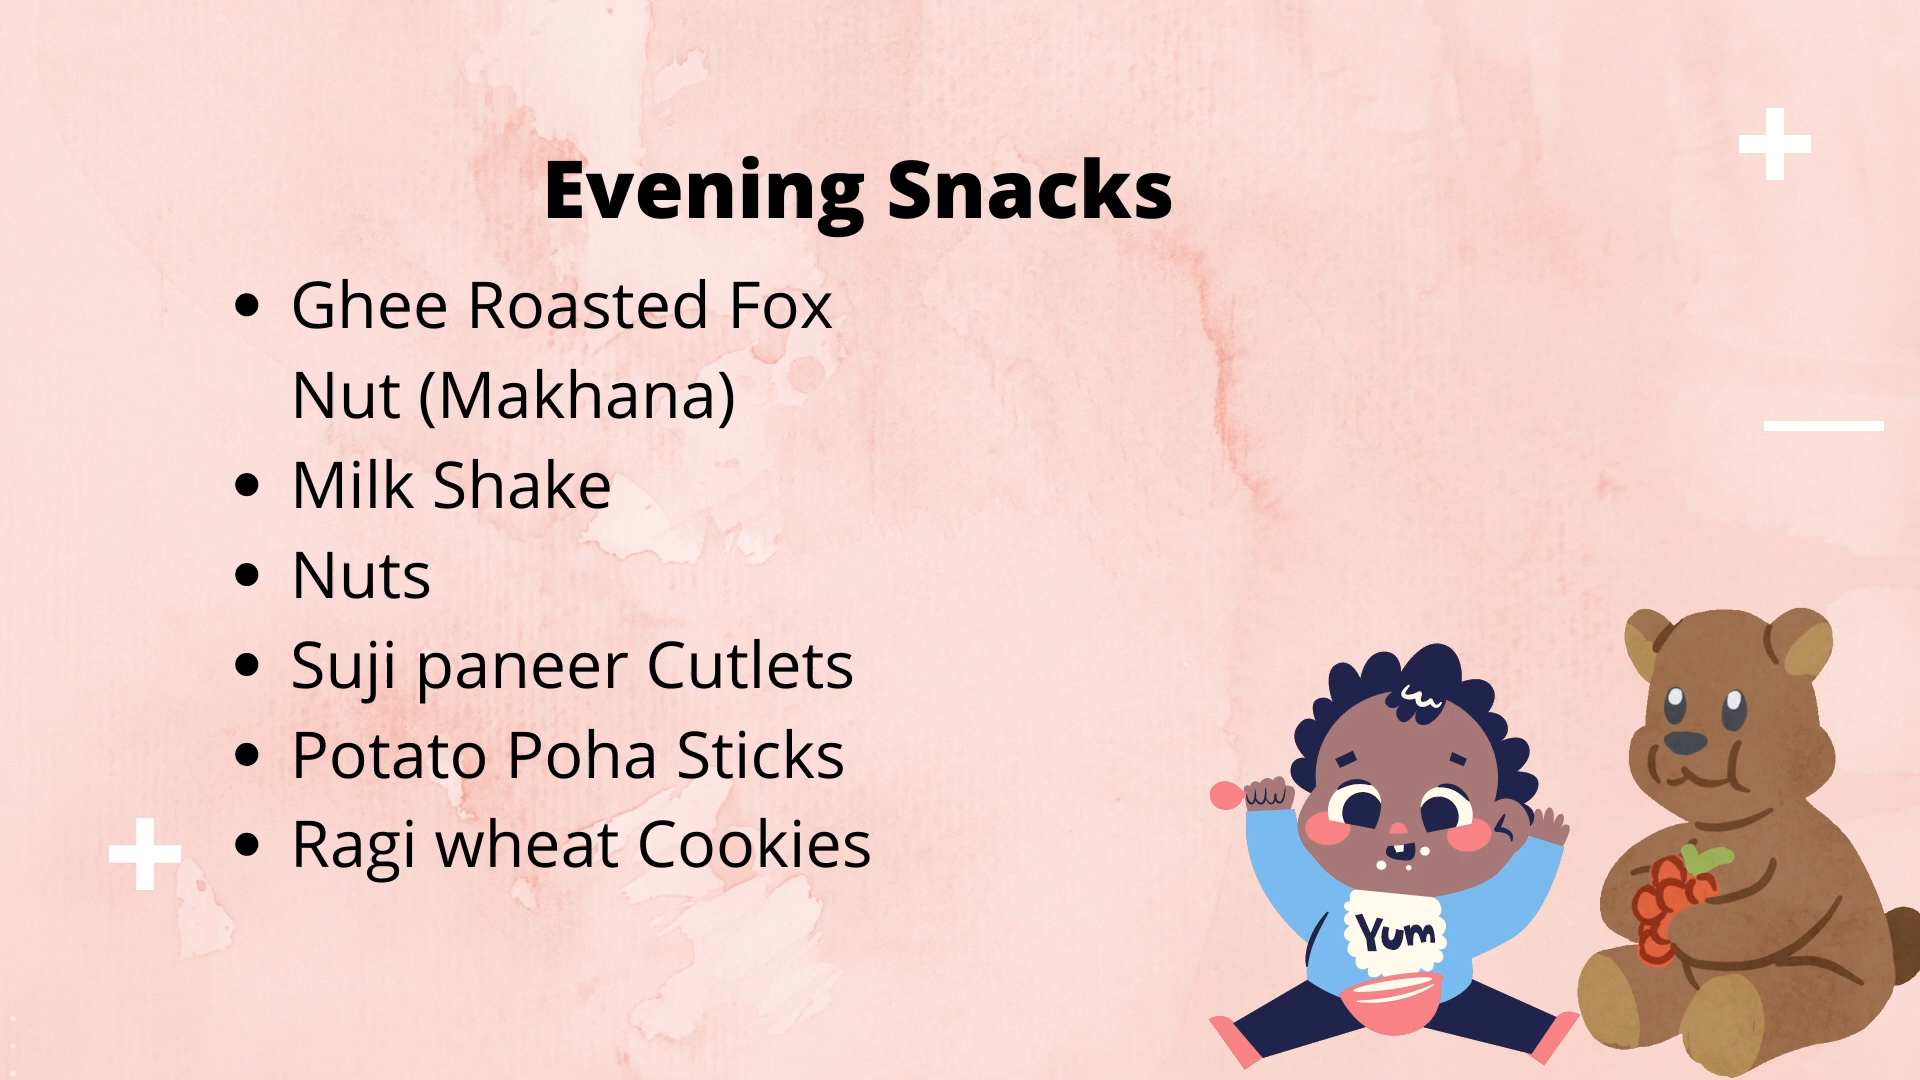 Evening Snacks
• Ghee Roasted Fox
Nut (Makhana)
• Milk Shake
• Nuts
• Suji paneer Cutlets
• Potato Poha Sticks
• Ragi wheat Cookies
Yum